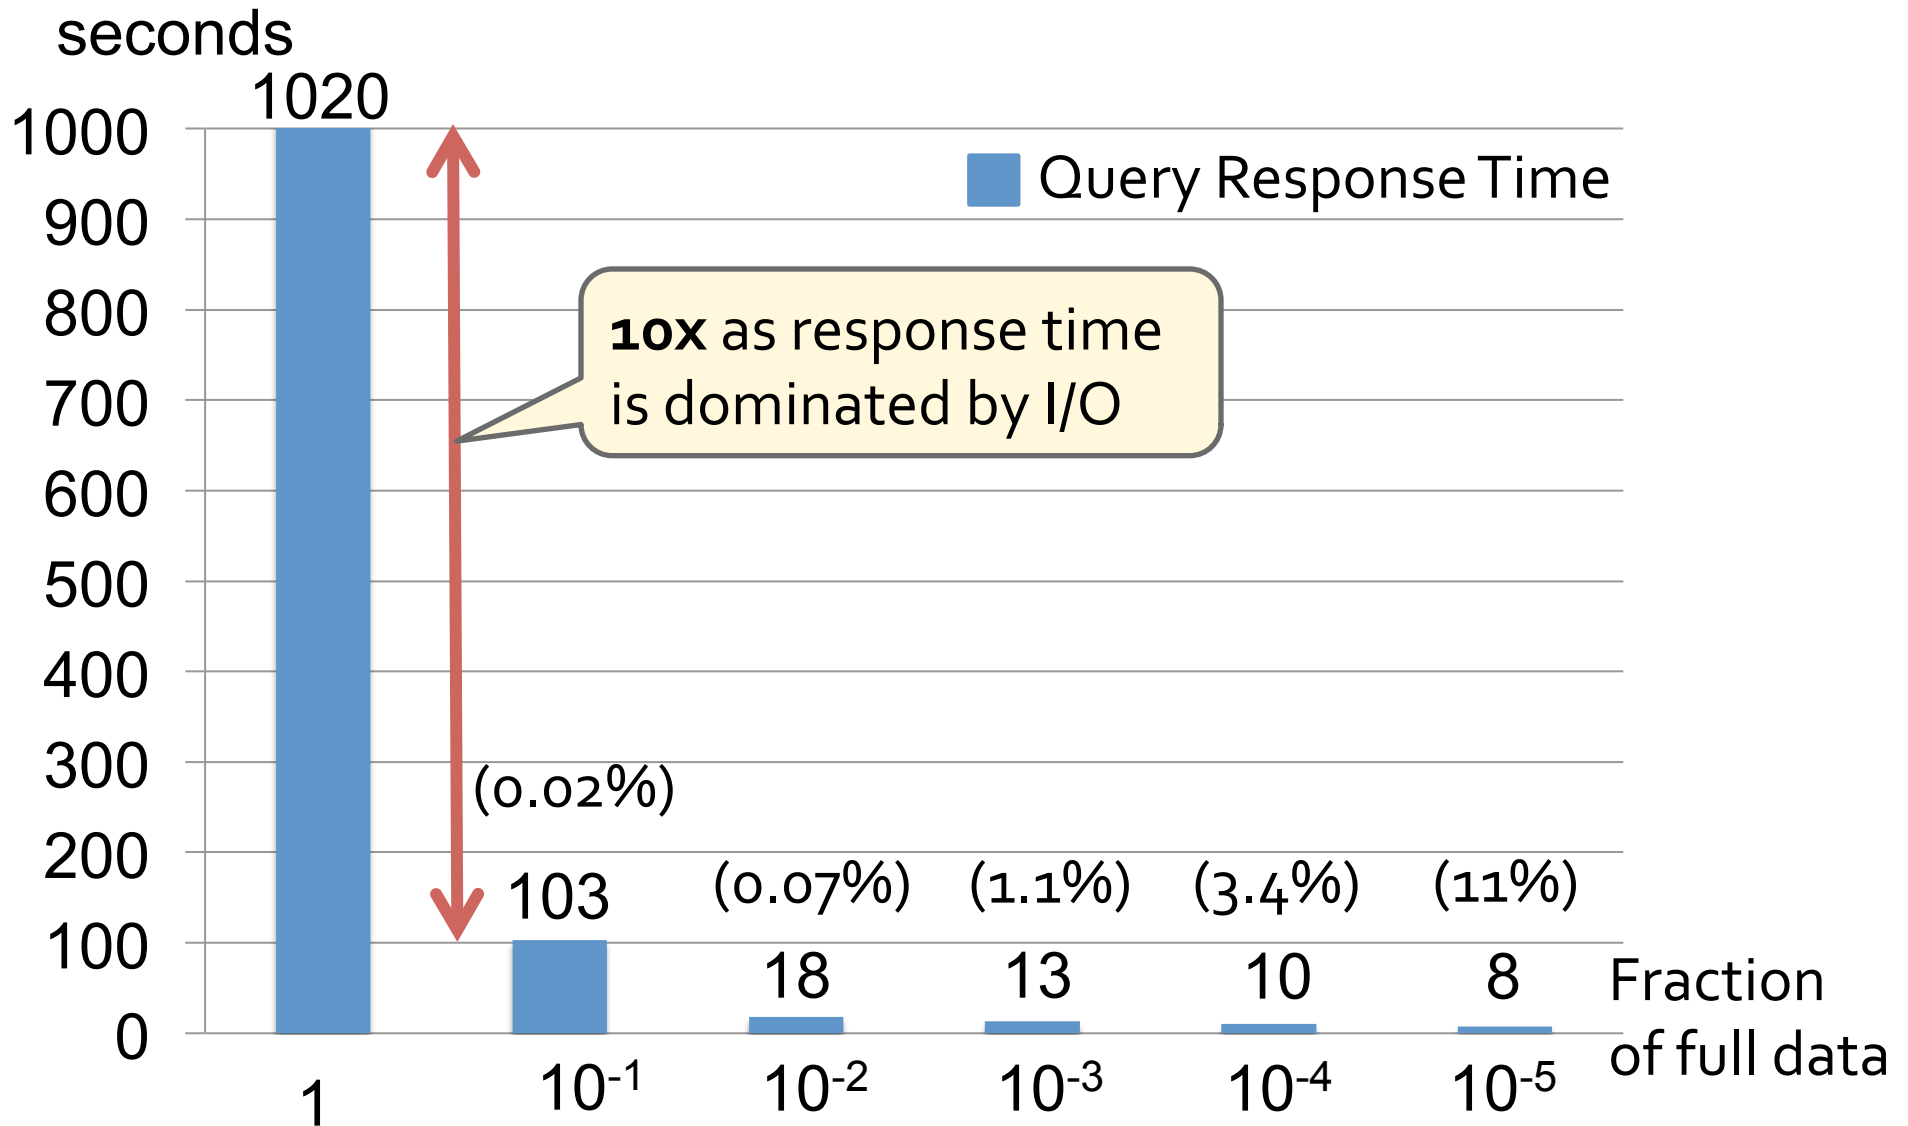 seconds
1020
1000
900
800
700
600
500
400
300
200
100
0
Query Response Time
10x as response time
is dominated by I/O
(0.02%)
(0.07%) (1.1%) (3.4%) (11%)
103
18 13 10 8
1 10⁻¹ 10⁻² 10⁻³ 10⁻⁴ 10⁻⁵
Fraction
of full data